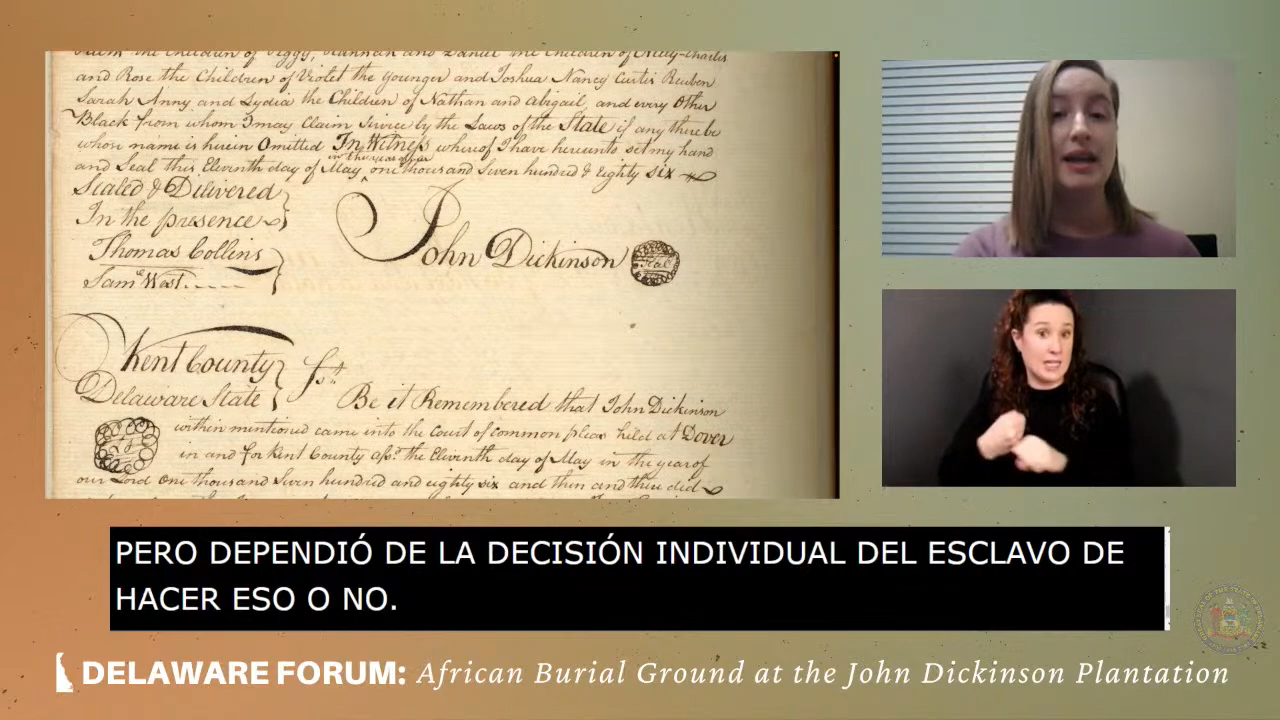 and Rose the Children of Violet the Younger and Joshua Nancy Curtis Reuben
Sarah Anny and Lydia the Children of Nathan and Abigail, and every Other
Black from whom I may Claim Service by the Laws of the State if any there be
whose name is herein Omitted In Witness whereof I have hereunto set my hand
in the year of our
and Seal this Eleventh day of May one thousand Seven hundred & Eighty six
Sealed & Delivered
In the presence
Thomas Collins
Saml West
John Dickinson
Seal
Kent County
Delaware State
Be it Remembered that John Dickinson
within mentioned came into the Court of Common pleas held at Dover
in and for Kent County afsd. the Eleventh day of May in the year of
our Lord One thousand Seven hundred and eighty six and then and there did
PERO DEPENDIÓ DE LA DECISIÓN INDIVIDUAL DEL ESCLAVO DE
HACER ESO O NO.
DELAWARE FORUM: African Burial Ground at the John Dickinson Plantation